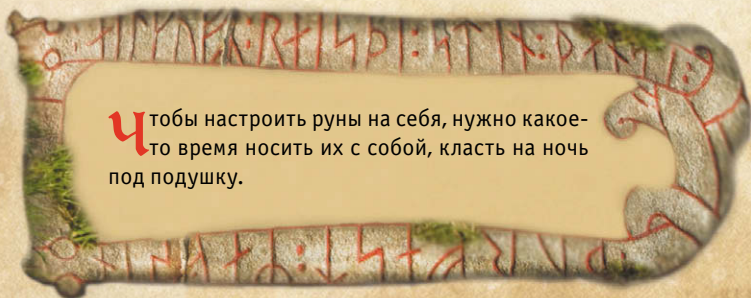 Чтобы настроить руны на себя, нужно какое-
то время носить их с собой, класть на ночь
под подушку.